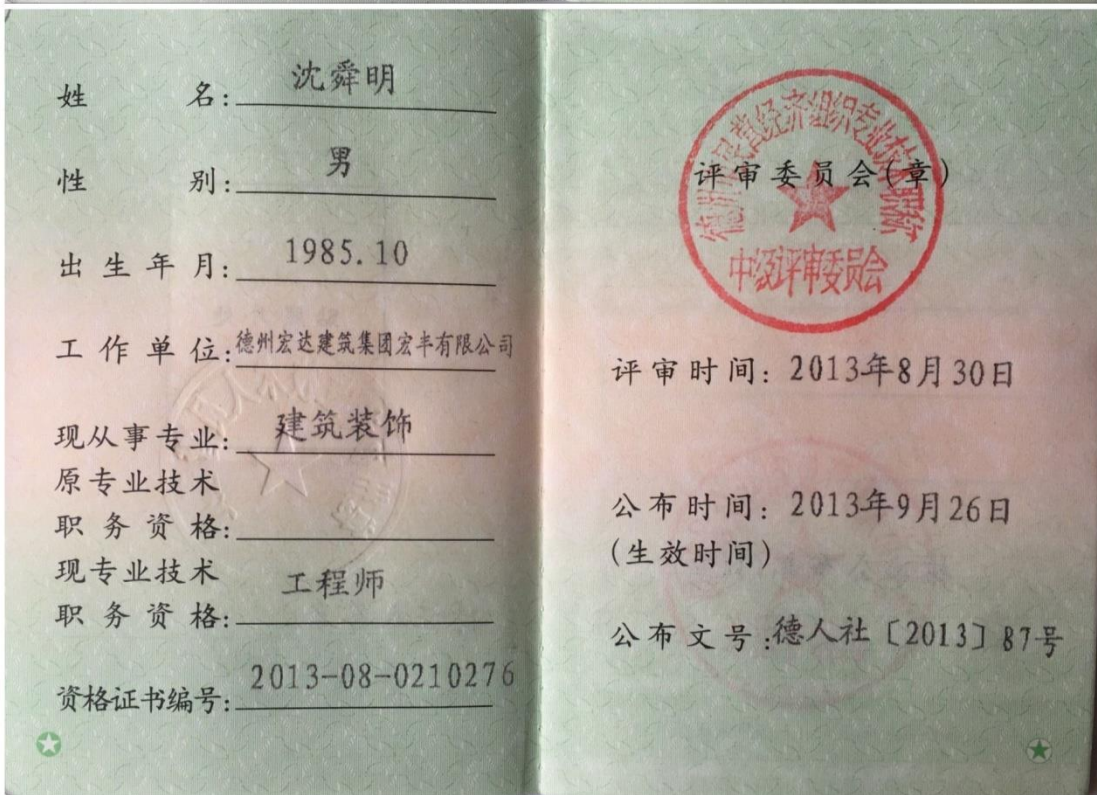 姓名:沈舜明
性别:男
出生年月:1985.10
工作单位:德州宏达建筑集团宏丰有限公司
现从事专业:建筑装饰
原专业技术
职务资格:
现专业技术
职务资格:工程师
资格证书编号:2013-08-0210276
评审委员会(章)
中级评审委员会
评审时间:2013年8月30日
公布时间:2013年9月26日
(生效时间)
公布文号:德人社〔2013〕87号